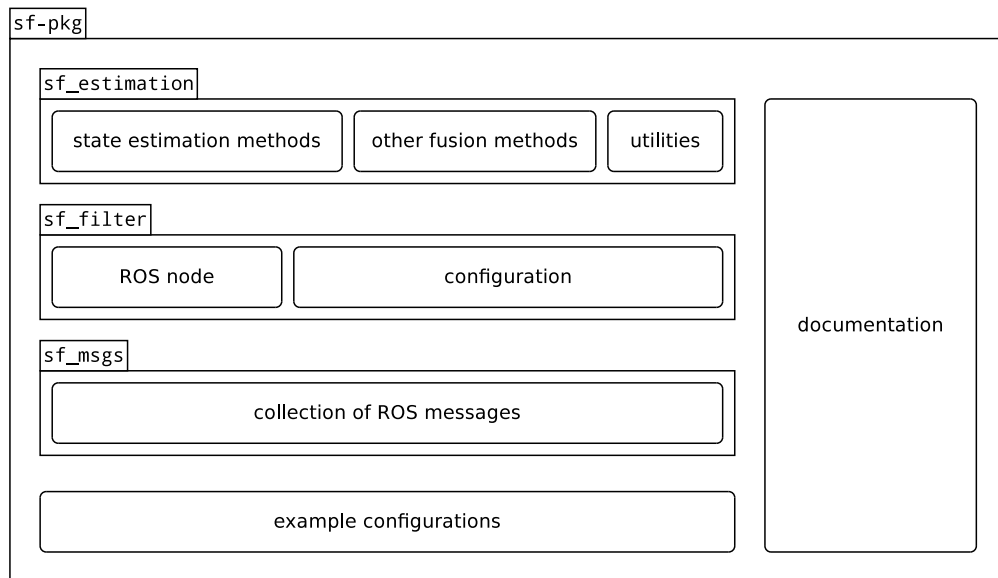 sf-pkg
sf_estimation
state estimation methods
other fusion methods
utilities
sf_filter
ROS node
configuration
documentation
sf_msgs
collection of ROS messages
example configurations